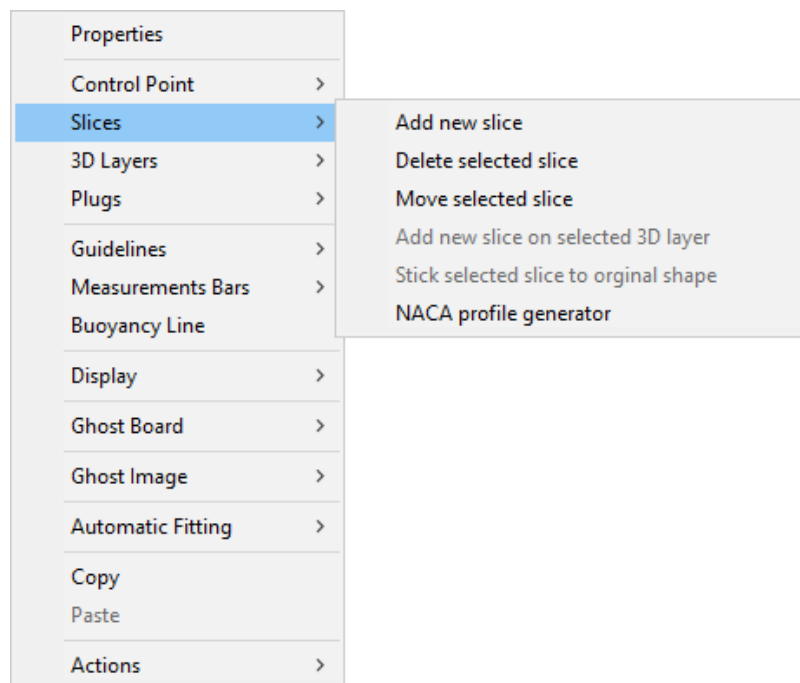 Properties
Control Point
Slices
3D Layers
Plugs
Guidelines
Measurements Bars
Buoyancy Line
Display
Ghost Board
Ghost Image
Automatic Fitting
Copy
Paste
Actions
Add new slice
Delete selected slice
Move selected slice
Add new slice on selected 3D layer
Stick selected slice to orginal shape
NACA profile generator